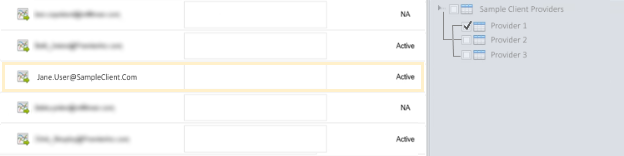 NA
Active
Jane.User@SampleClient.Com Active
NA
Active
Sample Client Providers
Provider 1
Provider 2
Provider 3